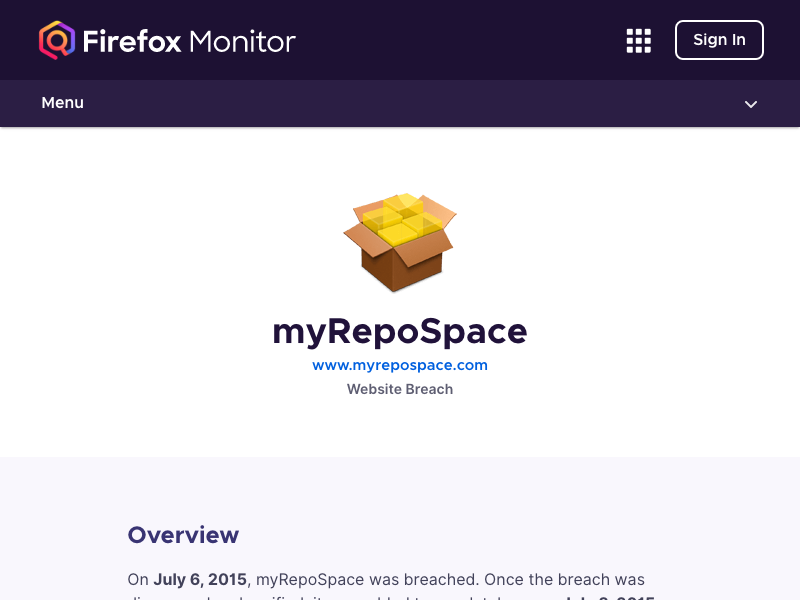 Firefox Monitor
Sign In
Menu
myRepoSpace
www.myrepospace.com
Website Breach
Overview
On July 6, 2015, myRepoSpace was breached. Once the breach was